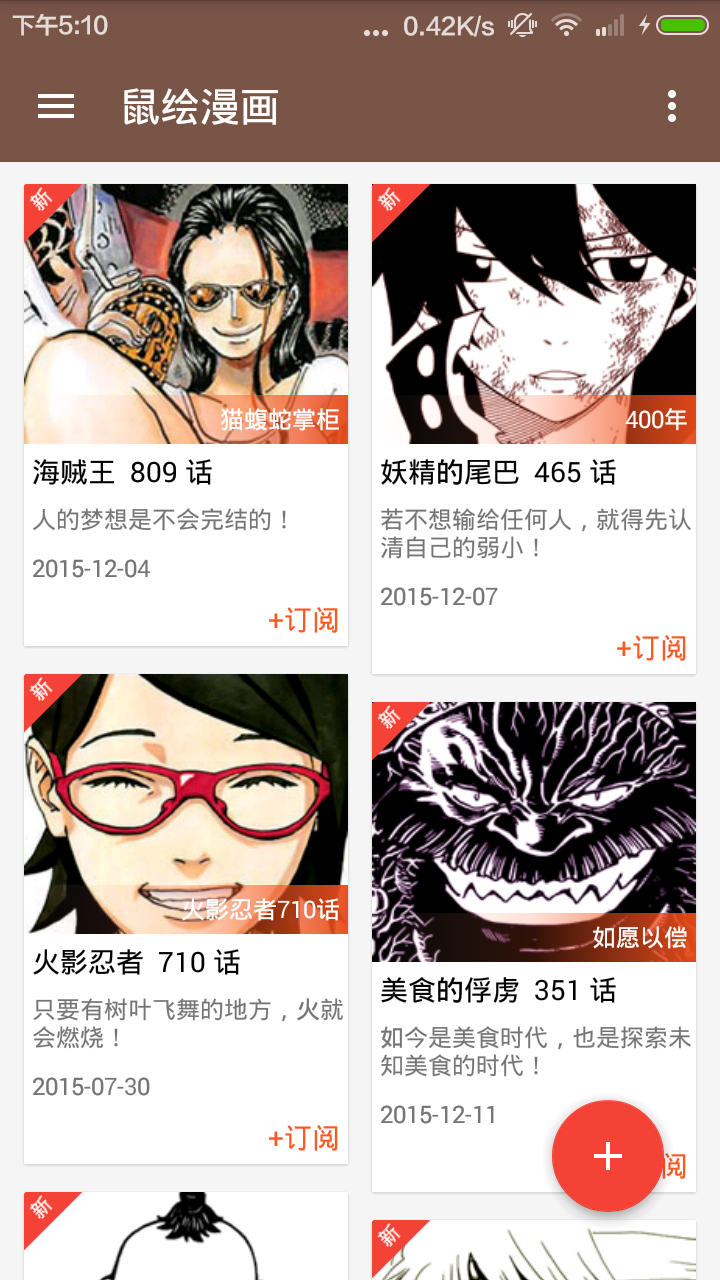 下午5:10
... 0.42K/s
鼠绘漫画
新
猫蝮蛇掌柜
海贼王 809 话
人的梦想是不会完结的！
2015-12-04
+订阅
新
400年
妖精的尾巴 465 话
若不想输给任何人，就得先认
清自己的弱小！
2015-12-07
+订阅
新
火影忍者710话
火影忍者 710 话
只要有树叶飞舞的地方，火就
会燃烧！
2015-07-30
+订阅
新
如愿以偿
美食的俘虏 351 话
如今是美食时代，也是探索未
知美食的时代！
2015-12-11
阅
+
新
新